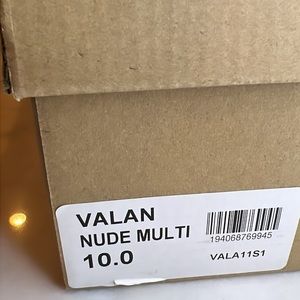 VALAN
NUDE MULTI
10.0
194068769945
VALA11S1